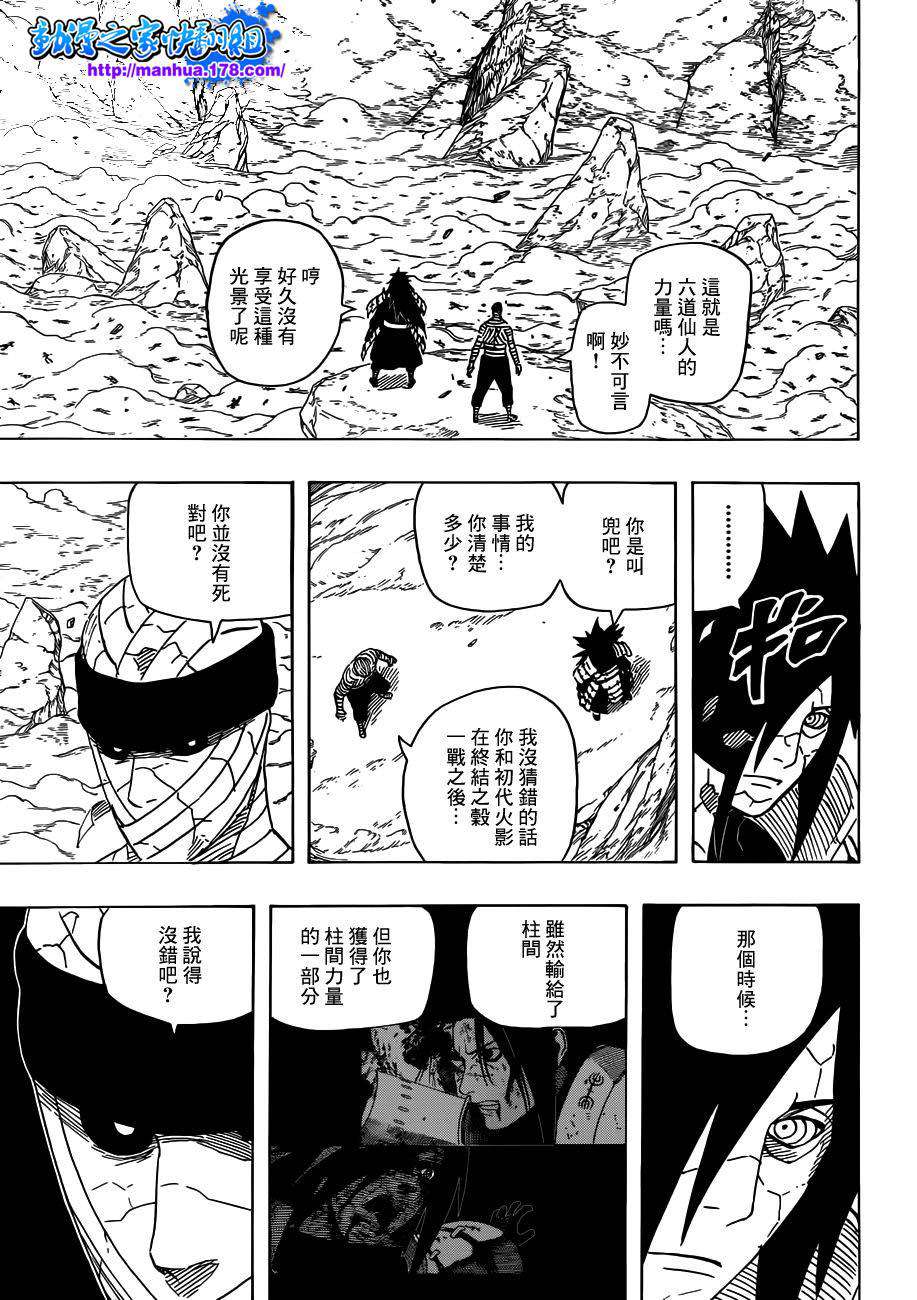 動漫之家快翻組
http://manhua.178.com/
這就是
六道仙人的
力量嗎…
妙不可言
啊！
哼
好久沒有
享受這種
光景了呢
………
ギロ
你是叫
兜吧？
我的
事情…
你清楚
多少？
我沒猜錯的話
你和初代火影
在終結之穀
一戰之後…
你並沒有死
對吧？
那個時候…
雖然輸給了
柱間
但你也
獲得了
柱間力量
的一部分
我說得
沒錯吧？